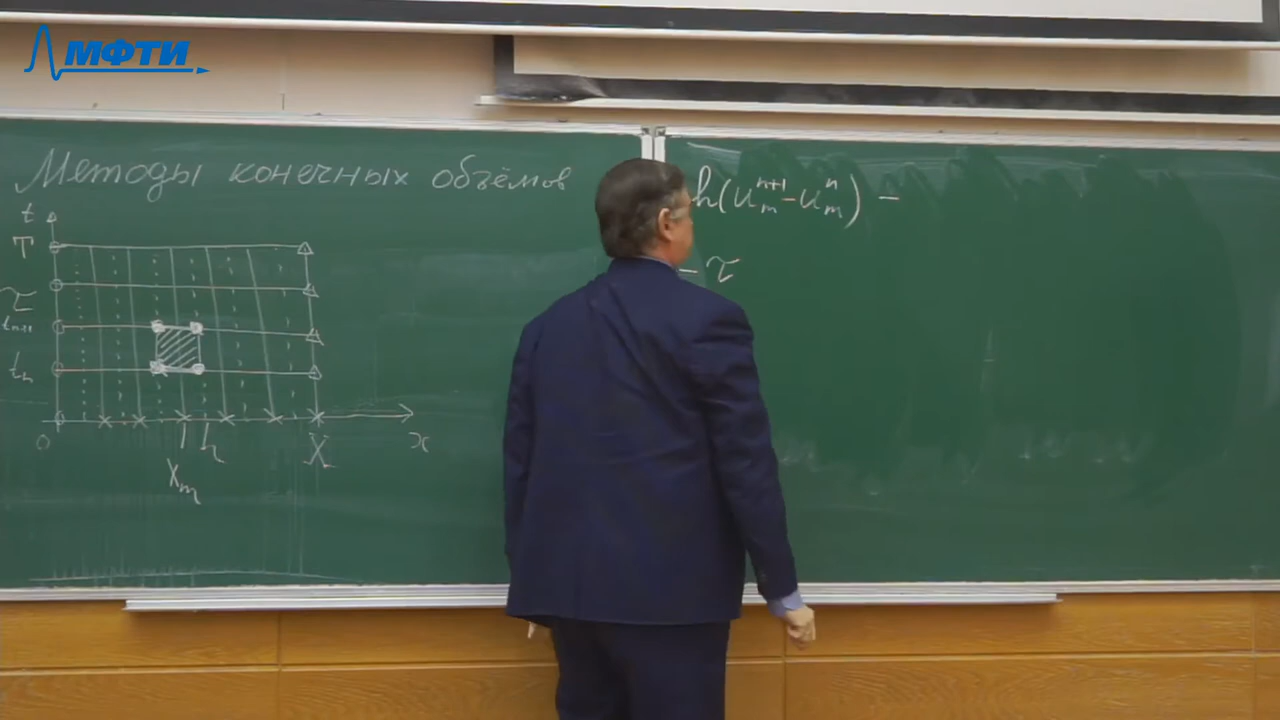 МФТИ
Методы конечных объёмов
t
T
τ
t_{n+1}
t_n
0
x_m
h
X
x
h(u_m^{n+1} - u_m^n) -
- τ